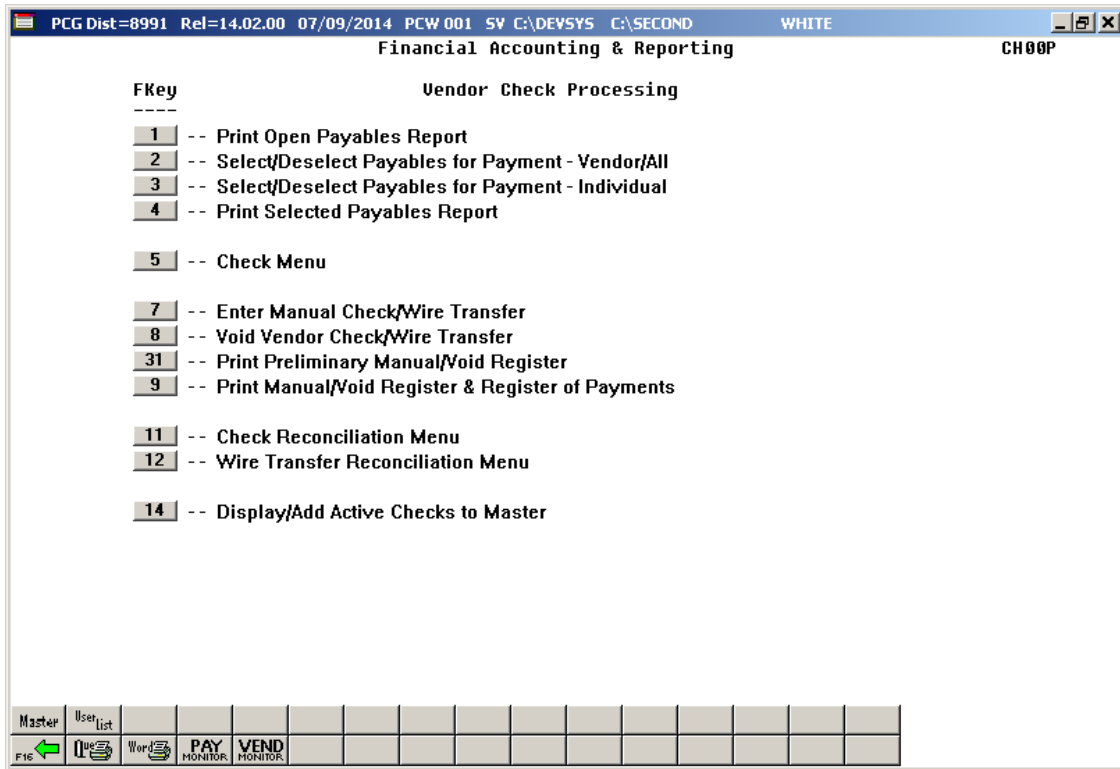 PCG Dist=8991 Rel=14.02.00 07/09/2014 PCW 001 SV C:\DEVSYS C:\SECOND WHITE
Financial Accounting & Reporting CH00P
FKey Vendor Check Processing
----
1 -- Print Open Payables Report
2 -- Select/Deselect Payables for Payment - Vendor/All
3 -- Select/Deselect Payables for Payment - Individual
4 -- Print Selected Payables Report
5 -- Check Menu
7 -- Enter Manual Check/Wire Transfer
8 -- Void Vendor Check/Wire Transfer
31 -- Print Preliminary Manual/Void Register
9 -- Print Manual/Void Register & Register of Payments
11 -- Check Reconciliation Menu
12 -- Wire Transfer Reconciliation Menu
14 -- Display/Add Active Checks to Master
Master User List
F16 Que Word PAY MONITOR VEND MONITOR